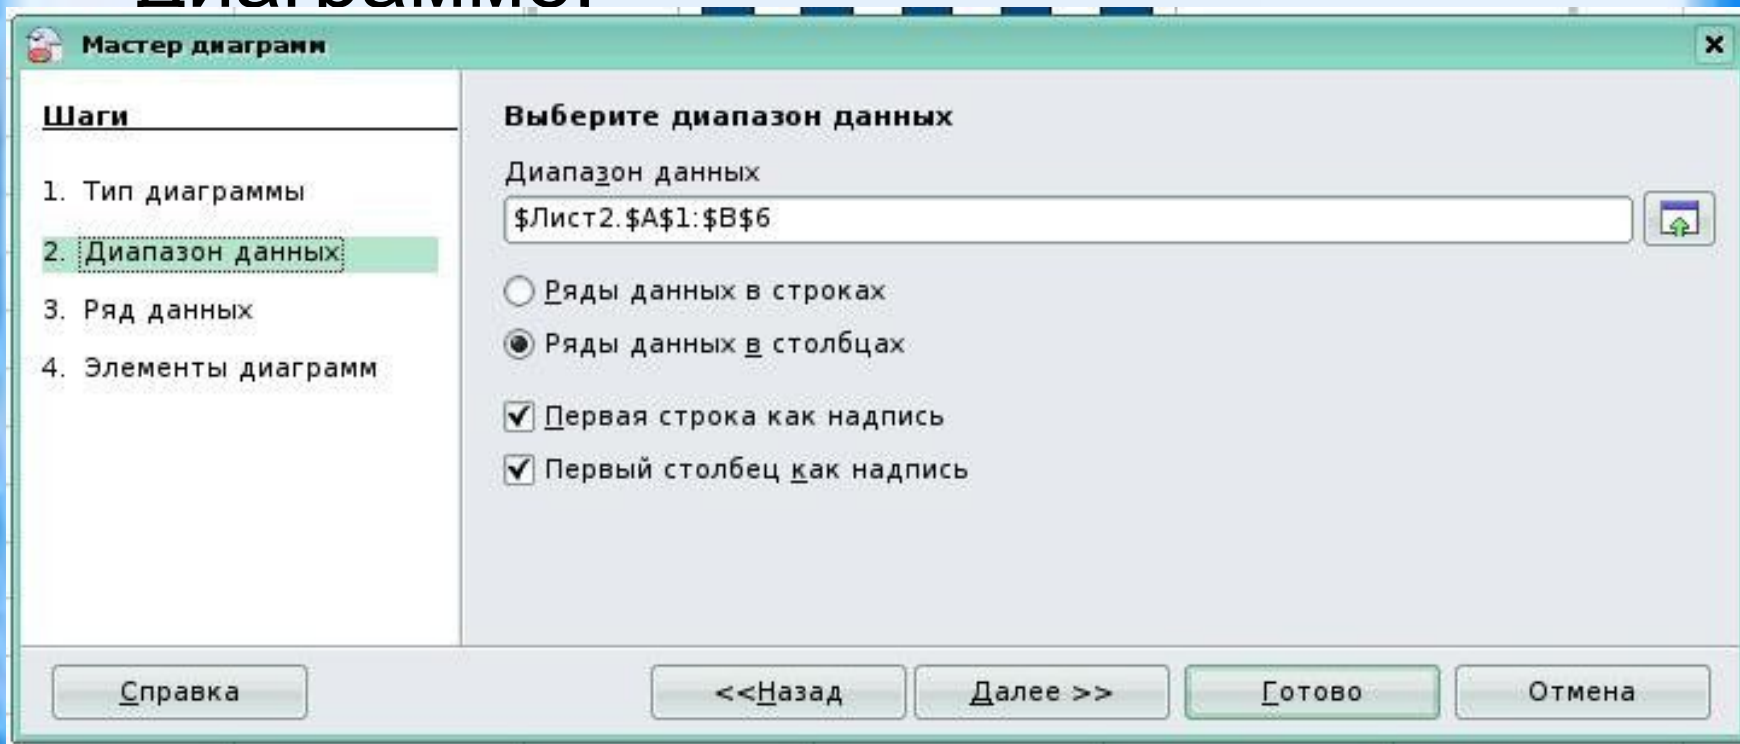 диаграмме.
Мастер диаграмм
Шаги
1. Тип диаграммы
2. Диапазон данных
3. Ряд данных
4. Элементы диаграмм
Выберите диапазон данных
Диапазон данных
$Лист2.$A$1:$B$6
Ряды данных в строках
Ряды данных в столбцах
Первая строка как надпись
Первый столбец как надпись
Справка
<<Назад
Далее >>
Готово
Отмена